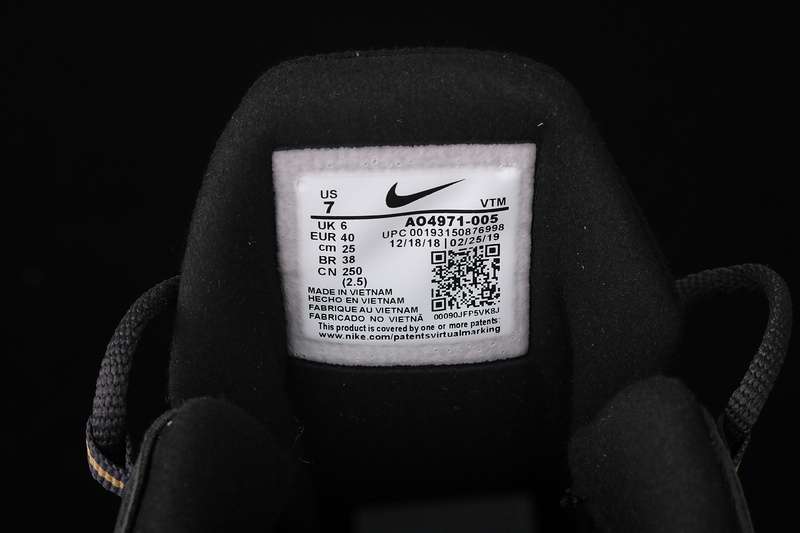 US
7
VTM
UK 6
EUR 40
cm 25
BR 38
CN 250
(2.5)
AO4971-005
UPC 00193150876998
12/18/18 | 02/25/19
MADE IN VIETNAM
HECHO EN VIETNAM
FABRIQUE AU VIETNAM
FABRICADO NO VIETNÃ
00090JFP5VK8J
This product is covered by one or more patents:
www.nike.com/patentsvirtualmarking